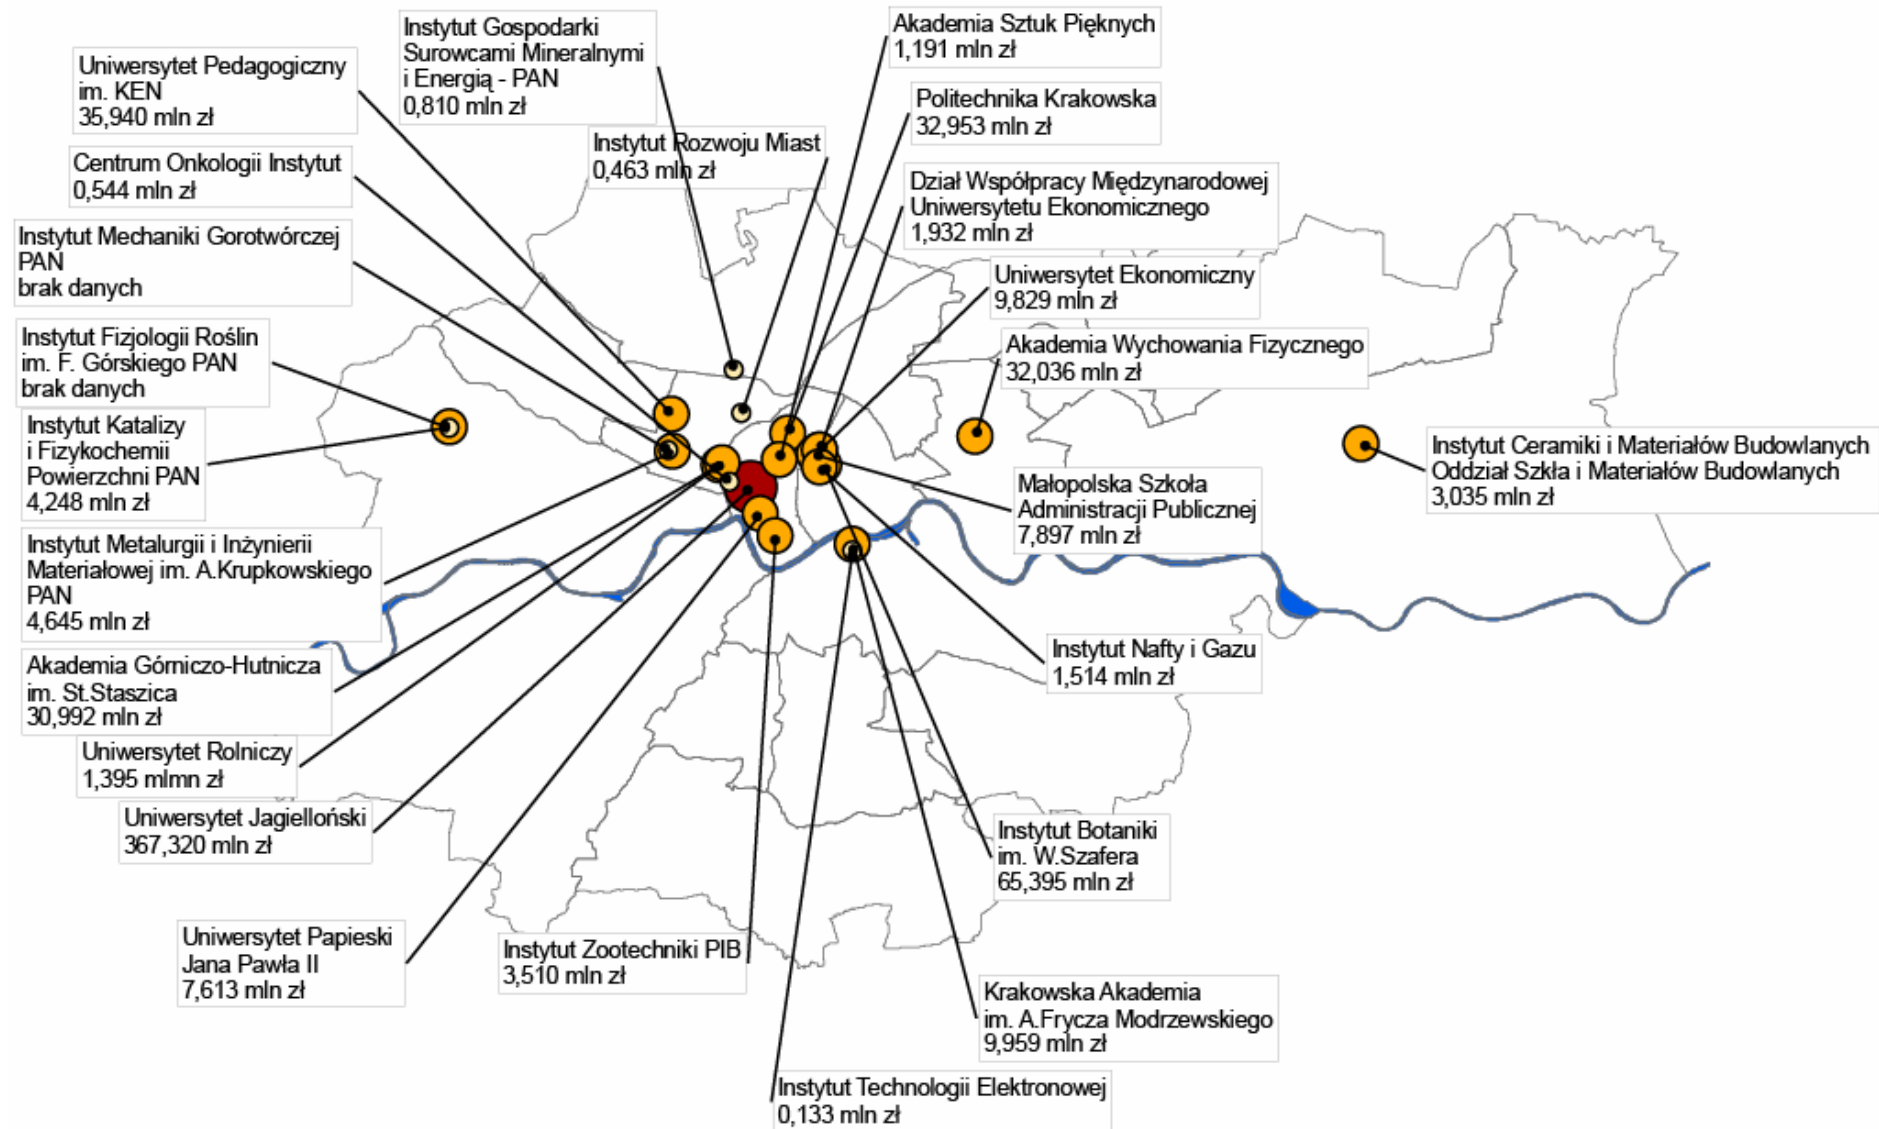 Instytut Gospodarki
Surowcami Mineralnymi
i Energią - PAN
0,810 mln zł
Akademia Sztuk Pięknych
1,191 mln zł
Uniwersytet Pedagogiczny
im. KEN
35,940 mln zł
Politechnika Krakowska
32,953 mln zł
Instytut Rozwoju Miast
0,463 mln zł
Centrum Onkologii Instytut
0,544 mln zł
Dział Współpracy Międzynarodowej
Uniwersytetu Ekonomicznego
1,932 mln zł
Instytut Mechaniki Gorotwórczej
PAN
brak danych
Uniwersytet Ekonomiczny
9,829 mln zł
Instytut Fizjologii Roślin
im. F. Górskiego PAN
brak danych
Akademia Wychowania Fizycznego
32,036 mln zł
Instytut Katalizy
i Fizykochemii
Powierzchni PAN
4,248 mln zł
Instytut Ceramiki i Materiałów Budowlanych
Oddział Szkła i Materiałów Budowlanych
3,035 mln zł
Małopolska Szkoła
Administracji Publicznej
7,897 mln zł
Instytut Metalurgii i Inżynierii
Materiałowej im. A.Krupkowskiego
PAN
4,645 mln zł
Instytut Nafty i Gazu
1,514 mln zł
Akademia Górniczo-Hutnicza
im. St.Staszica
30,992 mln zł
Uniwersytet Rolniczy
1,395 mlmn zł
Uniwersytet Jagielloński
367,320 mln zł
Instytut Botaniki
im. W.Szafera
65,395 mln zł
Uniwersytet Papieski
Jana Pawła II
7,613 mln zł
Instytut Zootechniki PIB
3,510 mln zł
Krakowska Akademia
im. A.Frycza Modrzewskiego
9,959 mln zł
Instytut Technologii Elektronowej
0,133 mln zł